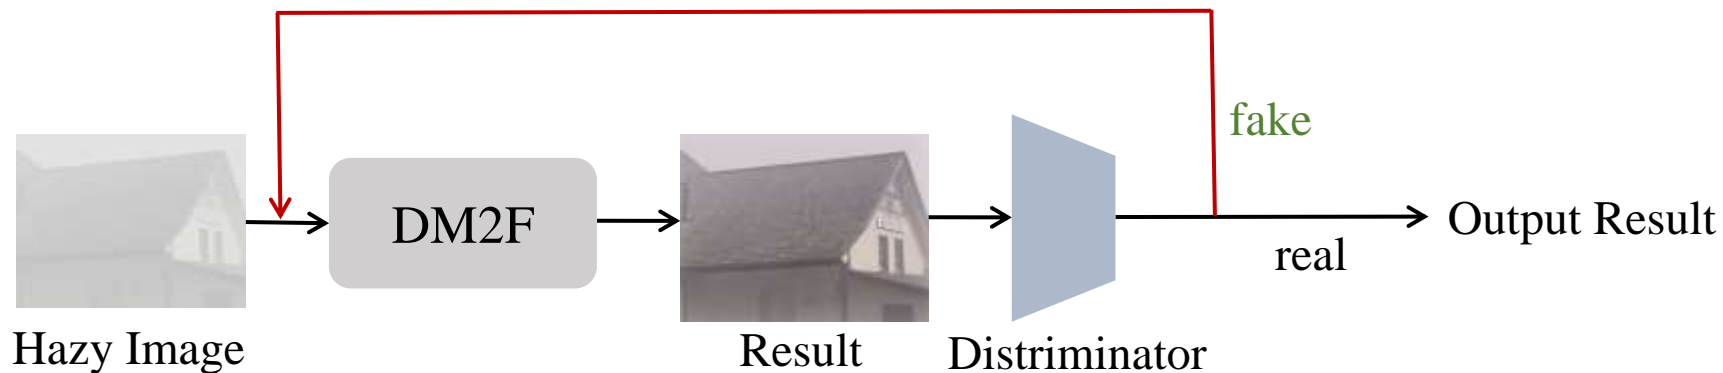 fake
DM2F
Output Result
real
Hazy Image
Result
Distriminator